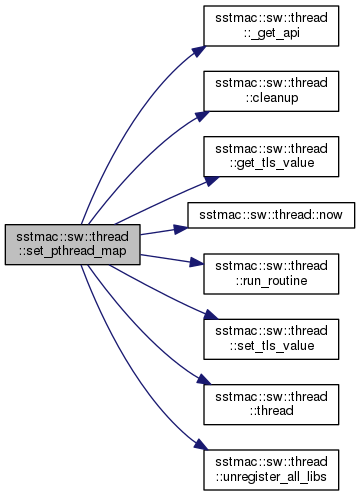 sstmac::sw::thread
::_get_api
sstmac::sw::thread
::cleanup
sstmac::sw::thread
::get_tls_value
sstmac::sw::thread::now
sstmac::sw::thread
::set_pthread_map
sstmac::sw::thread
::run_routine
sstmac::sw::thread
::set_tls_value
sstmac::sw::thread
::thread
sstmac::sw::thread
::unregister_all_libs